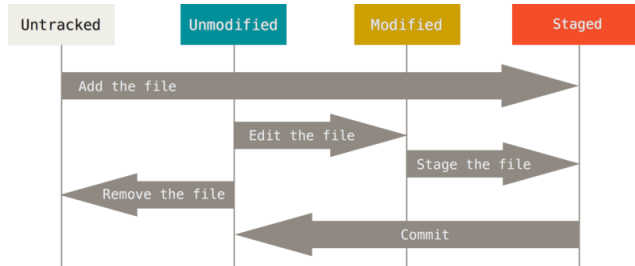 Untracked
Unmodified
Modified
Staged
Add the file
Edit the file
Stage the file
Remove the file
Commit